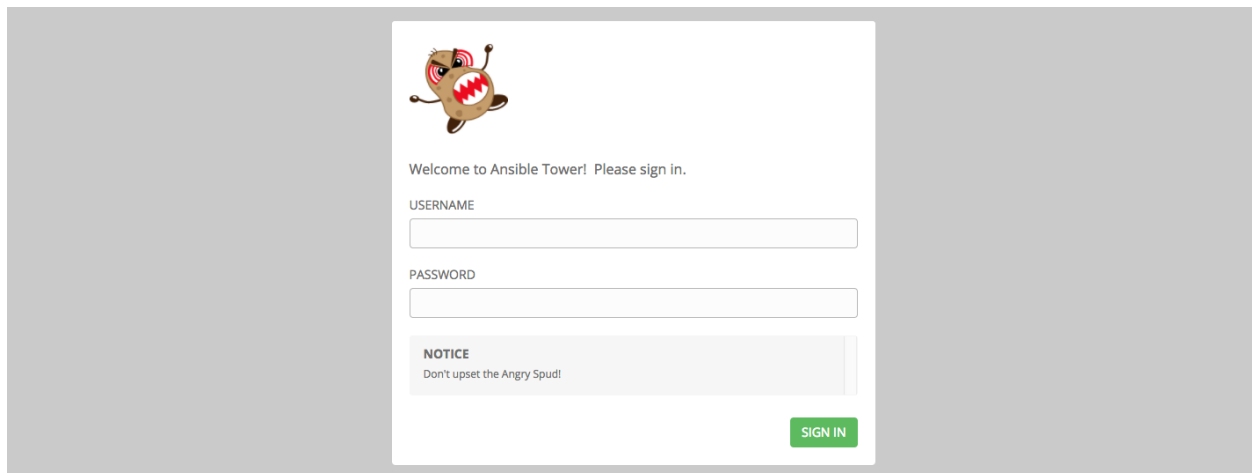 Welcome to Ansible Tower!  Please sign in.
USERNAME
PASSWORD
NOTICE
Don't upset the Angry Spud!
SIGN IN